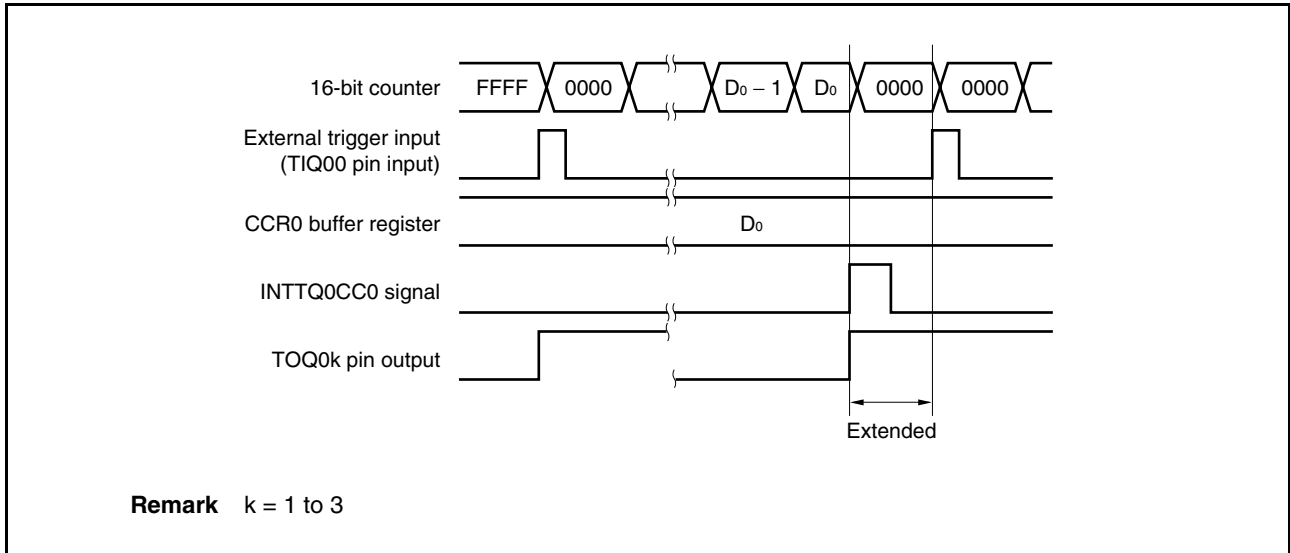 16-bit counter FFFF 0000 D₀ − 1 D₀ 0000 0000
External trigger input
(TIQ00 pin input)
CCR0 buffer register D₀
INTTQ0CC0 signal
TOQ0k pin output
Extended
Remark k = 1 to 3